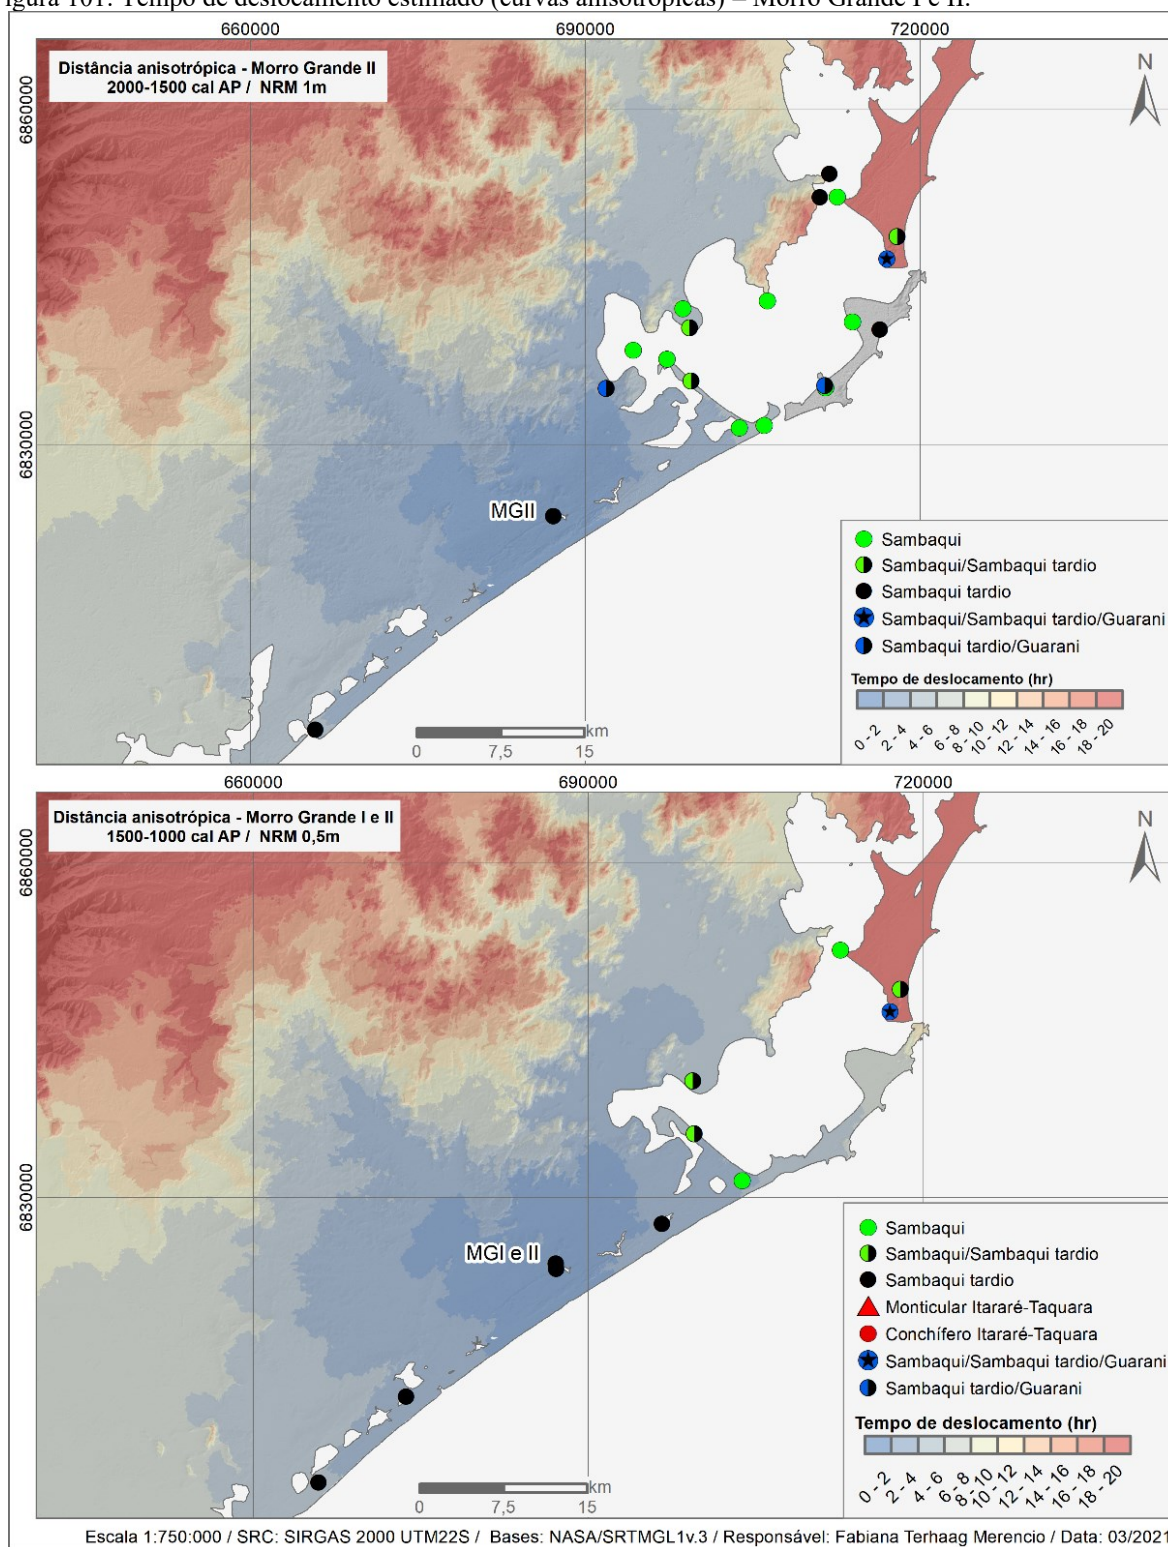 gura 101: Tempo de deslocamento estimado (curvas anisotrópicas) – Morro Grande I e II.
660000
690000
720000
Distância anisotrópica - Morro Grande II
2000-1500 cal AP / NRM 1m
N
6860000
6830000
MGII
Sambaqui
Sambaqui/Sambaqui tardio
Sambaqui tardio
Sambaqui/Sambaqui tardio/Guarani
Sambaqui tardio/Guarani
Tempo de deslocamento (hr)
0 - 2
2 - 4
4 - 6
6 - 8
8 - 10
10 - 12
12 - 14
14 - 16
16 - 18
18 - 20
km
0 7,5 15
660000
690000
720000
Distância anisotrópica - Morro Grande I e II
1500-1000 cal AP / NRM 0,5m
N
6860000
6830000
MGI e II
Sambaqui
Sambaqui/Sambaqui tardio
Sambaqui tardio
Monticular Itararé-Taquara
Conchífero Itararé-Taquara
Sambaqui/Sambaqui tardio/Guarani
Sambaqui tardio/Guarani
Tempo de deslocamento (hr)
0 - 2
2 - 4
4 - 6
6 - 8
8 - 10
10 - 12
12 - 14
14 - 16
16 - 18
18 - 20
km
0 7,5 15
Escala 1:750:000 / SRC: SIRGAS 2000 UTM22S / Bases: NASA/SRTMGL1v.3 / Responsável: Fabiana Terhaag Merencio / Data: 03/2021